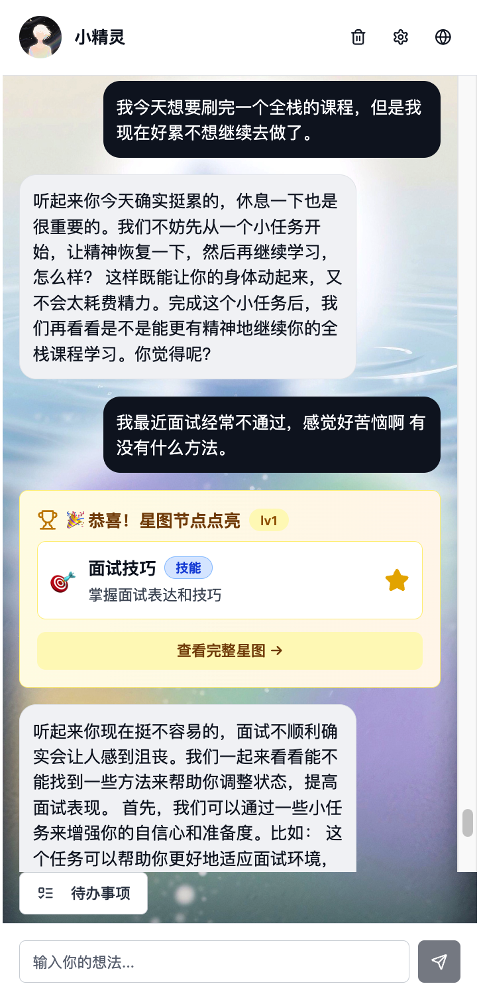 小精灵
我今天想要刷完一个全栈的课程，但是我
现在好累不想继续去做了。
听起来你今天确实挺累的，休息一下也是
很重要的。我们不妨先从一个小任务开
始，让精神恢复一下，然后再继续学习，
怎么样？ 这样既能让你的身体动起来，又
不会太耗费精力。完成这个小任务后，我
们再看看是不是能更有精神地继续你的全
栈课程学习。你觉得呢？
我最近面试经常不通过，感觉好苦恼啊 有
没有什么方法。
🎉 恭喜！星图节点点亮 lv1
面试技巧 技能
掌握面试表达和技巧
查看完整星图 →
听起来你现在挺不容易的，面试不顺利确
实会让人感到沮丧。我们一起来看看能不
能找到一些方法来帮助你调整状态，提高
面试表现。 首先，我们可以通过一些小任
务来增强你的自信心和准备度。比如： 这
个任务可以帮助你更好地适应面试环境，
待办事项
输入你的想法...